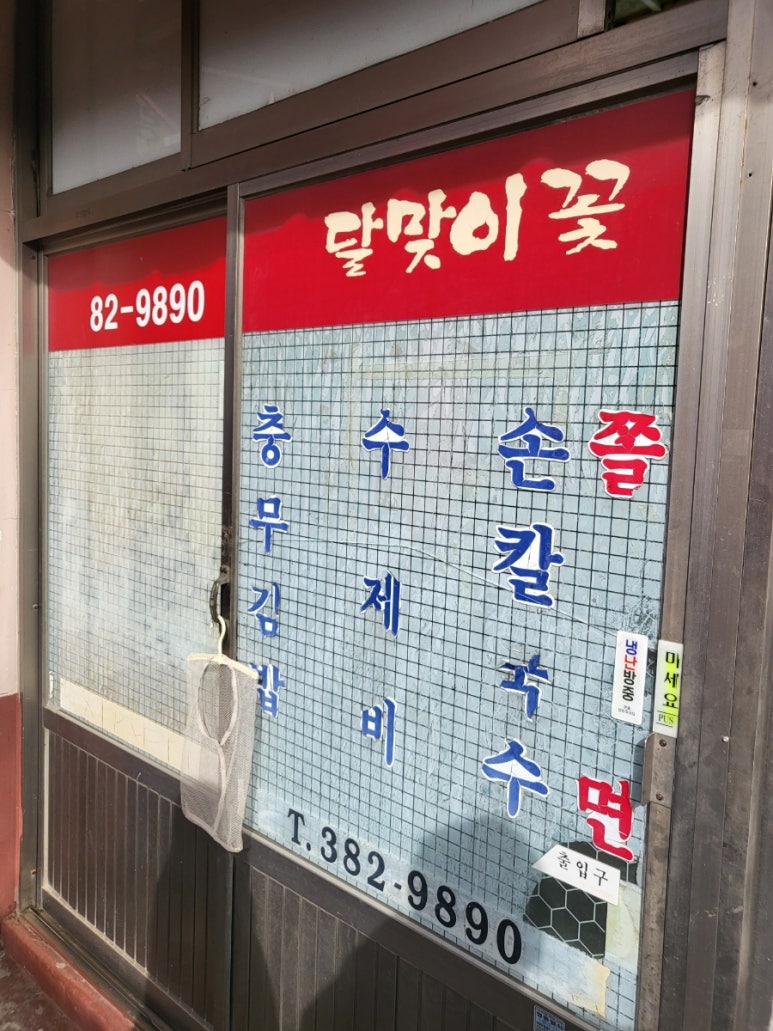 달맞이꽃
82-9890
충무김밥
수제비
손칼국수
쫄면
냉난방중
미세요
PUS
출입구
T.382-9890